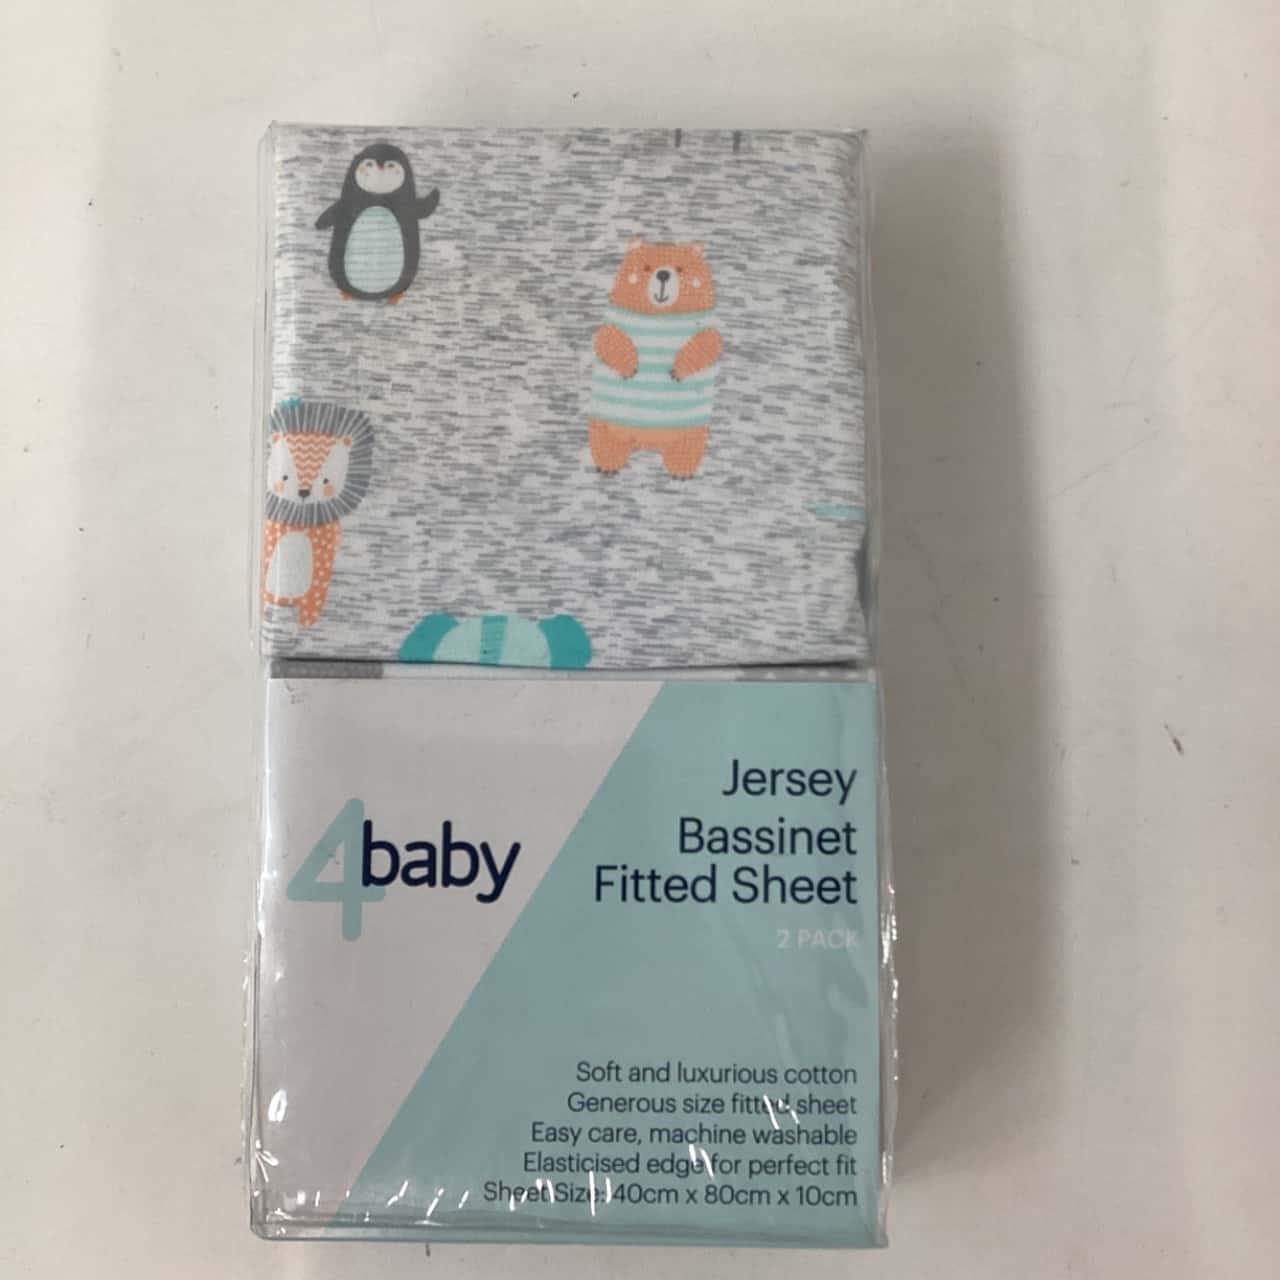 4baby
Jersey
Bassinet
Fitted Sheet
2 PACK
Soft and luxurious cotton
Generous size fitted sheet
Easy care, machine washable
Elasticised edge for perfect fit
Sheet Size: 40cm x 80cm x 10cm